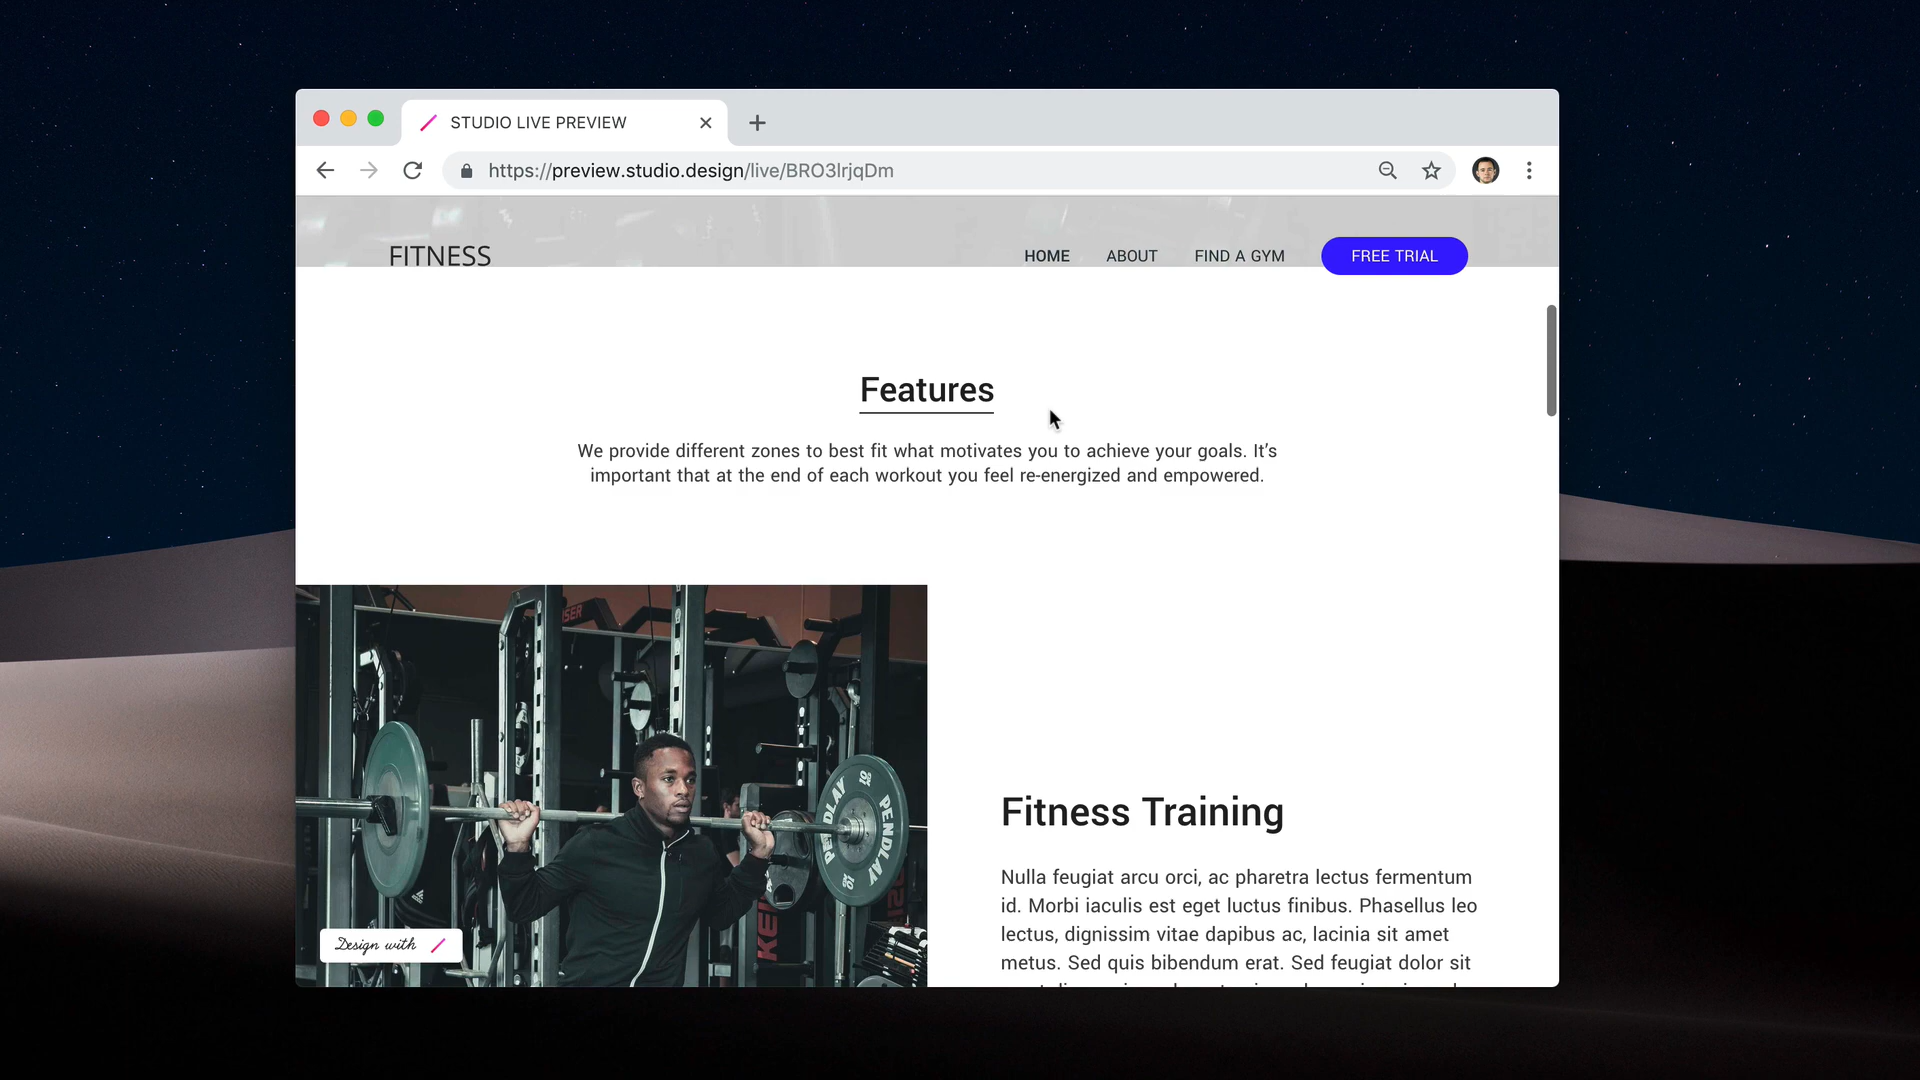 STUDIO LIVE PREVIEW
https://preview.studio.design/live/BRO3lrjqDm
FITNESS
HOME ABOUT FIND A GYM FREE TRIAL
Features
We provide different zones to best fit what motivates you to achieve your goals. It’s
important that at the end of each workout you feel re-energized and empowered.
PENDLAY
PENDLAY
10
Fitness Training
Nulla feugiat arcu orci, ac pharetra lectus fermentum
id. Morbi iaculis est eget luctus finibus. Phasellus leo
lectus, dignissim vitae dapibus ac, lacinia sit amet
metus. Sed quis bibendum erat. Sed feugiat dolor sit
Design with